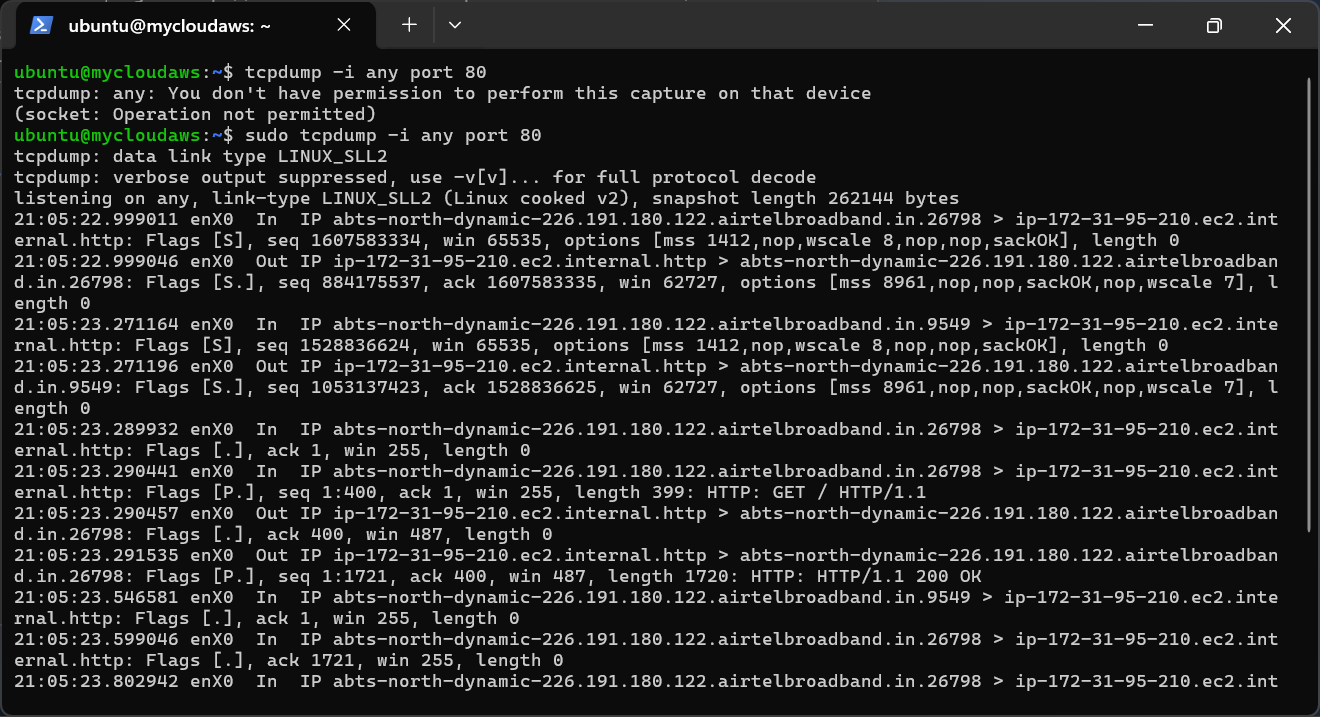 ubuntu@mycloudaws: ~
ubuntu@mycloudaws:~$ tcpdump -i any port 80
tcpdump: any: You don't have permission to perform this capture on that device
(socket: Operation not permitted)
ubuntu@mycloudaws:~$ sudo tcpdump -i any port 80
tcpdump: data link type LINUX_SLL2
tcpdump: verbose output suppressed, use -v[v]... for full protocol decode
listening on any, link-type LINUX_SLL2 (Linux cooked v2), snapshot length 262144 bytes
21:05:22.999011 enX0  In  IP abts-north-dynamic-226.191.180.122.airtelbroadband.in.26798 > ip-172-31-95-210.ec2.int
ernal.http: Flags [S], seq 1607583334, win 65535, options [mss 1412,nop,wscale 8,nop,nop,sackOK], length 0
21:05:22.999046 enX0  Out IP ip-172-31-95-210.ec2.internal.http > abts-north-dynamic-226.191.180.122.airtelbroadban
d.in.26798: Flags [S.], seq 884175537, ack 1607583335, win 62727, options [mss 8961,nop,nop,sackOK,nop,wscale 7], l
ength 0
21:05:23.271164 enX0  In  IP abts-north-dynamic-226.191.180.122.airtelbroadband.in.9549 > ip-172-31-95-210.ec2.inte
rnal.http: Flags [S], seq 1528836624, win 65535, options [mss 1412,nop,wscale 8,nop,nop,sackOK], length 0
21:05:23.271196 enX0  Out IP ip-172-31-95-210.ec2.internal.http > abts-north-dynamic-226.191.180.122.airtelbroadban
d.in.9549: Flags [S.], seq 1053137423, ack 1528836625, win 62727, options [mss 8961,nop,nop,sackOK,nop,wscale 7], l
ength 0
21:05:23.289932 enX0  In  IP abts-north-dynamic-226.191.180.122.airtelbroadband.in.26798 > ip-172-31-95-210.ec2.int
ernal.http: Flags [.], ack 1, win 255, length 0
21:05:23.290441 enX0  In  IP abts-north-dynamic-226.191.180.122.airtelbroadband.in.26798 > ip-172-31-95-210.ec2.int
ernal.http: Flags [P.], seq 1:400, ack 1, win 255, length 399: HTTP: GET / HTTP/1.1
21:05:23.290457 enX0  Out IP ip-172-31-95-210.ec2.internal.http > abts-north-dynamic-226.191.180.122.airtelbroadban
d.in.26798: Flags [.], ack 400, win 487, length 0
21:05:23.291535 enX0  Out IP ip-172-31-95-210.ec2.internal.http > abts-north-dynamic-226.191.180.122.airtelbroadban
d.in.26798: Flags [P.], seq 1:1721, ack 400, win 487, length 1720: HTTP: HTTP/1.1 200 OK
21:05:23.546581 enX0  In  IP abts-north-dynamic-226.191.180.122.airtelbroadband.in.9549 > ip-172-31-95-210.ec2.inte
rnal.http: Flags [.], ack 1, win 255, length 0
21:05:23.599046 enX0  In  IP abts-north-dynamic-226.191.180.122.airtelbroadband.in.26798 > ip-172-31-95-210.ec2.int
ernal.http: Flags [.], ack 1721, win 255, length 0
21:05:23.802942 enX0  In  IP abts-north-dynamic-226.191.180.122.airtelbroadband.in.26798 > ip-172-31-95-210.ec2.int